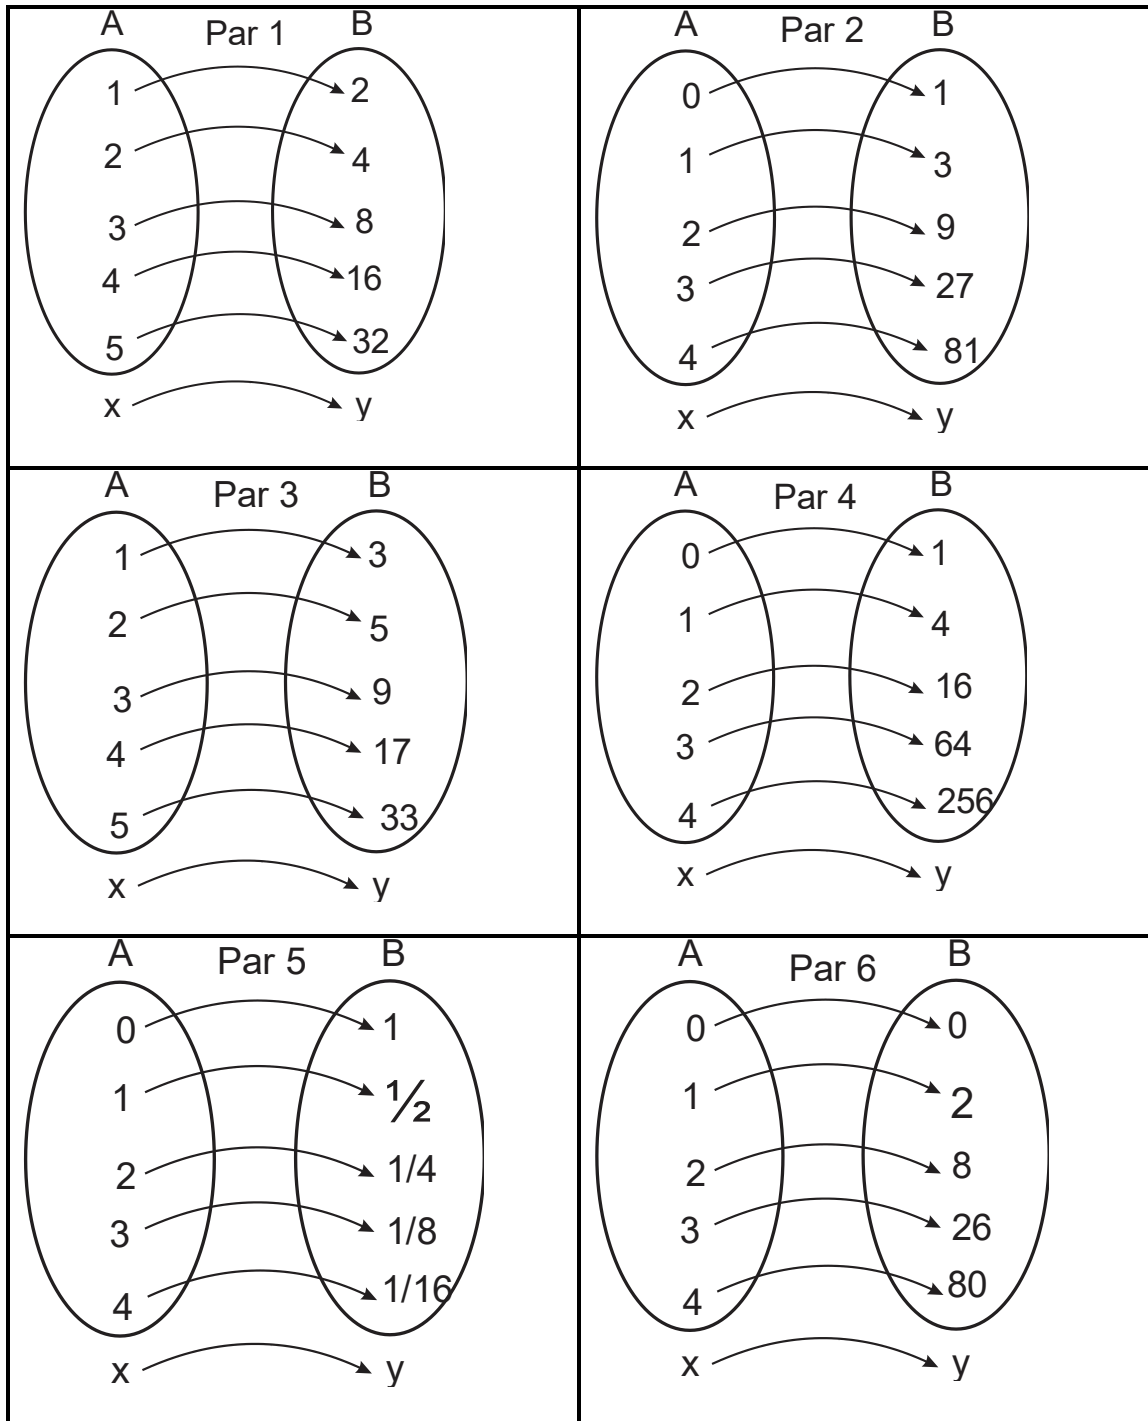 A Par 1 B
1 2
2 4
3 8
4 16
5 32
x y
A Par 2 B
0 1
1 3
2 9
3 27
4 81
x y
A Par 3 B
1 3
2 5
3 9
4 17
5 33
x y
A Par 4 B
0 1
1 4
2 16
3 64
4 256
x y
A Par 5 B
0 1
1 ½
2 1/4
3 1/8
4 1/16
x y
A Par 6 B
0 0
1 2
2 8
3 26
4 80
x y